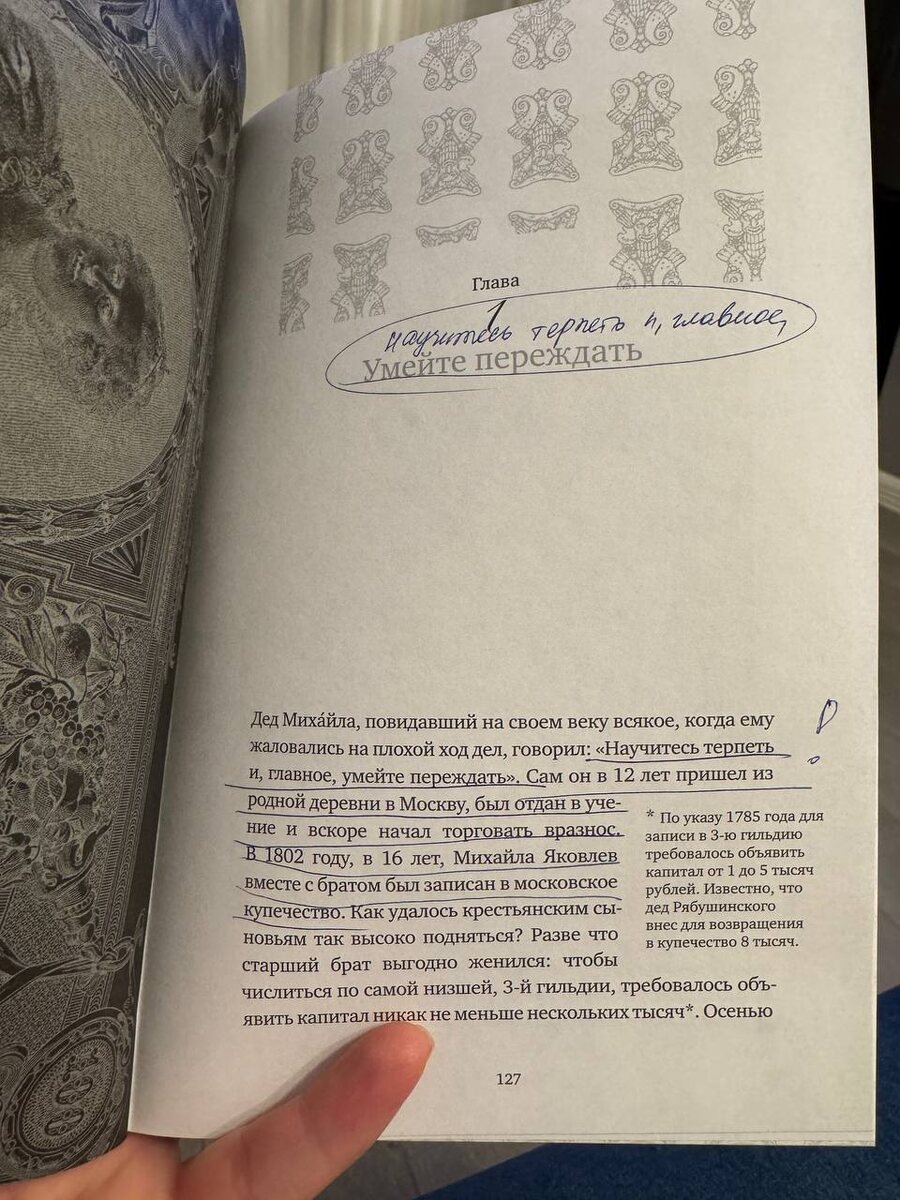 Глава
научитесь терпеть и, главное,
Умейте переждать
Дед Миха́йла, повидавший на своем веку всякое, когда ему
жаловались на плохой ход дел, говорил: «Научитесь терпеть
и, главное, умейте переждать». Сам он в 12 лет пришел из
родной деревни в Москву, был отдан в уче-
ние и вскоре начал торговать вразнос.
В 1802 году, в 16 лет, Михайла Яковлев
вместе с братом был записан в московское
купечество. Как удалось крестьянским сы-
новьям так высоко подняться? Разве что
старший брат выгодно женился: чтобы
числиться по самой низшей, 3-й гильдии, требовалось объ-
явить капитал никак не меньше нескольких тысяч*. Осенью
* По указу 1785 года для
записи в 3-ю гильдию
требовалось объявить
капитал от 1 до 5 тысяч
рублей. Известно, что
дед Рябушинского
внес для возвращения
в купечество 8 тысяч.
127
100